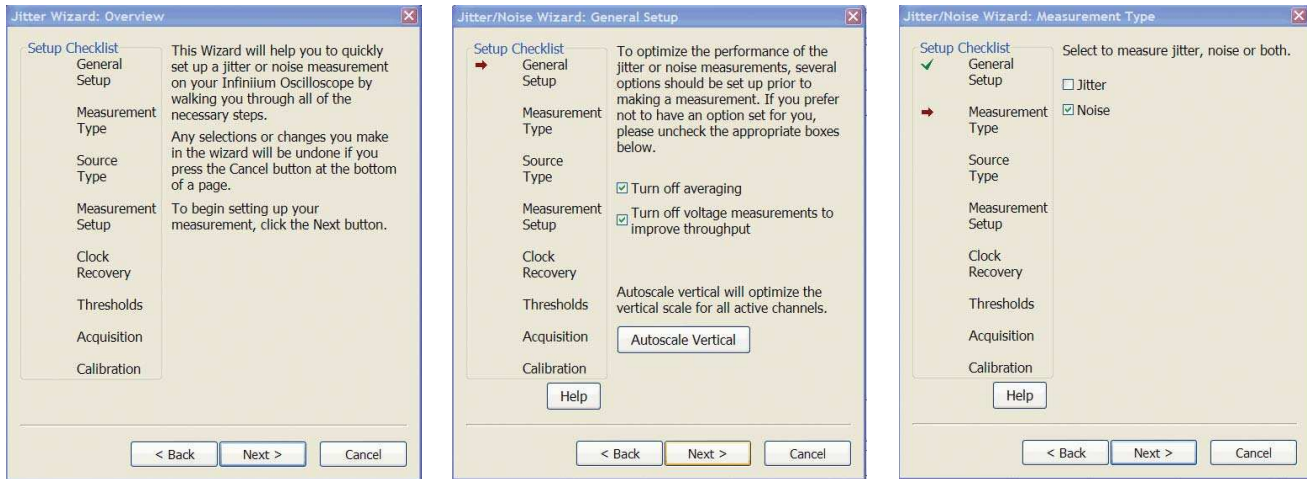 Jitter Wizard: Overview
Setup Checklist
General
Setup
Measurement
Type
Source
Type
Measurement
Setup
Clock
Recovery
Thresholds
Acquisition
Calibration
This Wizard will help you to quickly
set up a jitter or noise measurement
on your Infiniium Oscilloscope by
walking you through all of the
necessary steps.
Any selections or changes you make
in the wizard will be undone if you
press the Cancel button at the bottom
of a page.
To begin setting up your
measurement, click the Next button.
< Back
Next >
Cancel
Jitter/Noise Wizard: General Setup
Setup Checklist
General
Setup
Measurement
Type
Source
Type
Measurement
Setup
Clock
Recovery
Thresholds
Acquisition
Calibration
Help
To optimize the performance of the
jitter or noise measurements, several
options should be set up prior to
making a measurement. If you prefer
not to have an option set for you,
please uncheck the appropriate boxes
below.
Turn off averaging
Turn off voltage measurements to
improve throughput
Autoscale vertical will optimize the
vertical scale for all active channels.
Autoscale Vertical
< Back
Next >
Cancel
Jitter/Noise Wizard: Measurement Type
Setup Checklist
General
Setup
Measurement
Type
Source
Type
Measurement
Setup
Clock
Recovery
Thresholds
Acquisition
Calibration
Help
Select to measure jitter, noise or both.
Jitter
Noise
< Back
Next >
Cancel